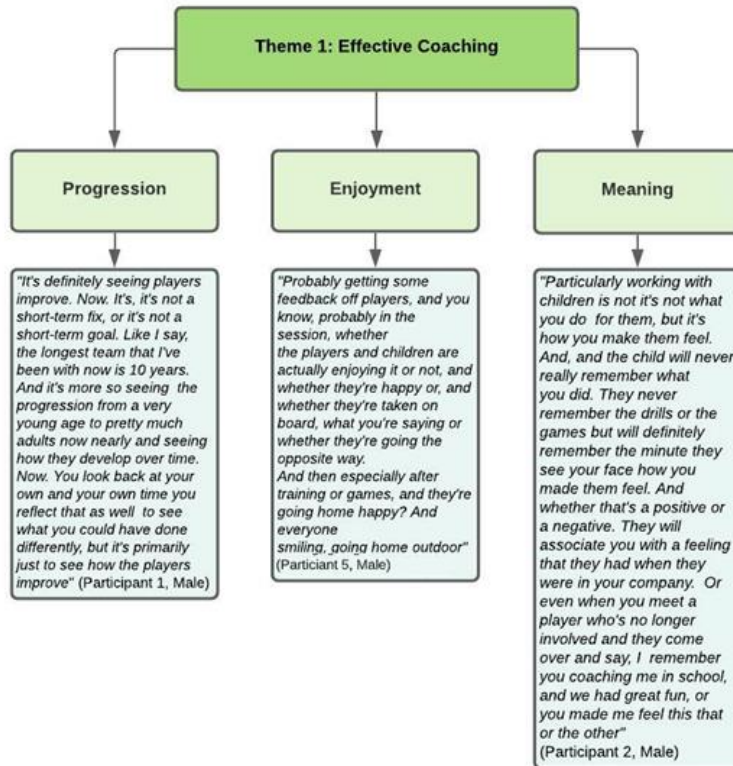 Theme 1: Effective Coaching
Progression
"It's definitely seeing players
improve. Now. It's, it's not a
short-term fix, or it's not a
short-term goal. Like I say,
the longest team that I've
been with now is 10 years.
And it's more so seeing the
progression from a very
young age to pretty much
adults now nearly and seeing
how they develop over time.
Now. You look back at your
own and your own time you
reflect that as well to see
what you could have done
differently, but it's primarily
just to see how the players
improve" (Participant 1, Male)
Enjoyment
"Probably getting some
feedback off players, and you
know, probably in the
session, whether
the players and children are
actually enjoying it or not, and
whether they're happy or, and
whether they're taken on
board, what you're saying or
whether they're going the
opposite way.
And then especially after
training or games, and they're
going home happy? And
everyone
smiling, going home outdoor"
(Particiant 5, Male)
Meaning
"Particularly working with
children is not it's not what
you do for them, but it's
how you make them feel.
And, and the child will never
really remember what
you did. They never
remember the drills or the
games but will definitely
remember the minute they
see your face how you
made them feel. And
whether that's a positive or
a negative. They will
associate you with a feeling
that they had when they
were in your company. Or
even when you meet a
player who's no longer
involved and they come
over and say, I remember
you coaching me in school,
and we had great fun, or
you made me feel this that
or the other"
(Participant 2, Male)